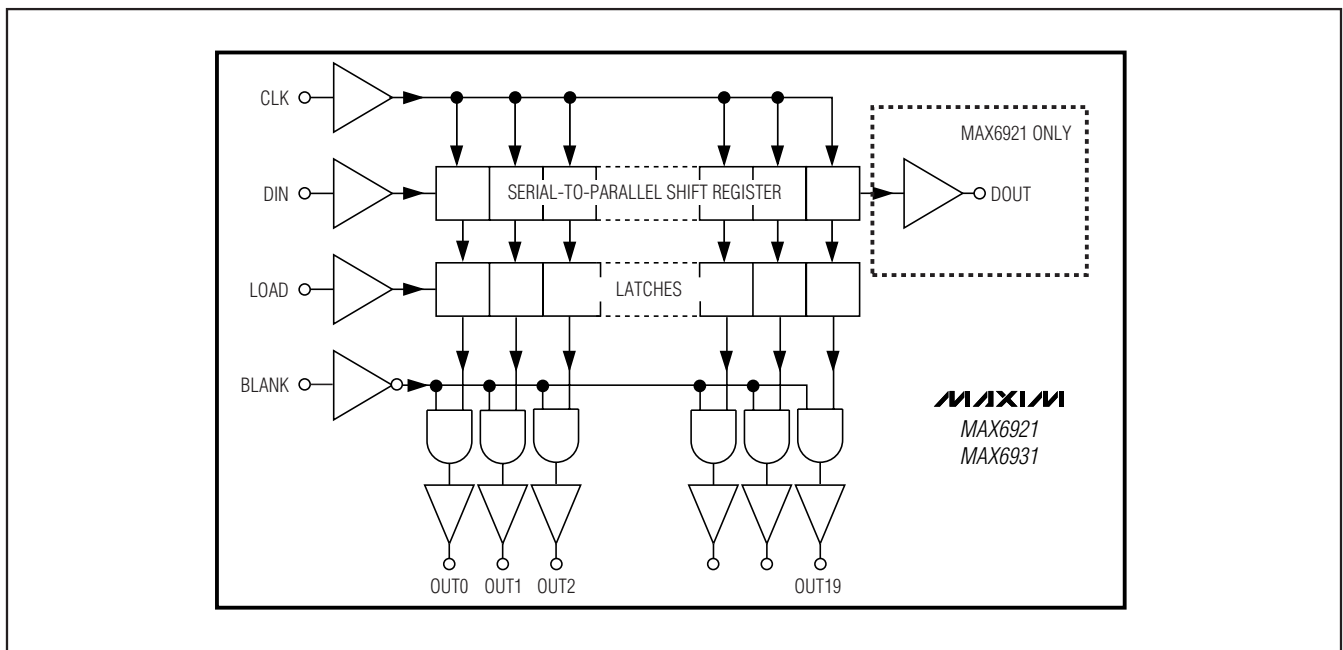 CLK
MAX6921 ONLY
DIN
SERIAL-TO-PARALLEL SHIFT REGISTER
DOUT
LOAD
LATCHES
BLANK
MAXIM
MAX6921
MAX6931
OUT0 OUT1 OUT2 OUT19